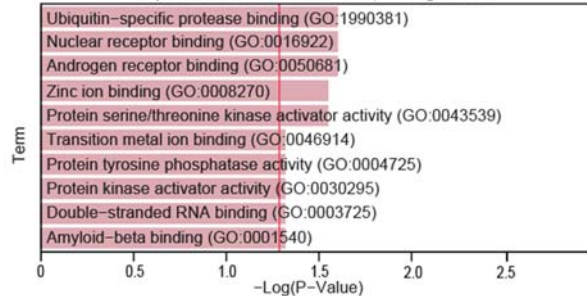 Ubiquitin−specific protease binding (GO:1990381)
Nuclear receptor binding (GO:0016922)
Androgen receptor binding (GO:0050681)
Zinc ion binding (GO:0008270)
Protein serine/threonine kinase activator activity (GO:0043539)
Transition metal ion binding (GO:0046914)
Protein tyrosine phosphatase activity (GO:0004725)
Protein kinase activator activity (GO:0030295)
Double−stranded RNA binding (GO:0003725)
Amyloid−beta binding (GO:0001540)
Term
0 0.5 1.0 1.5 2.0 2.5
−Log(P−Value)